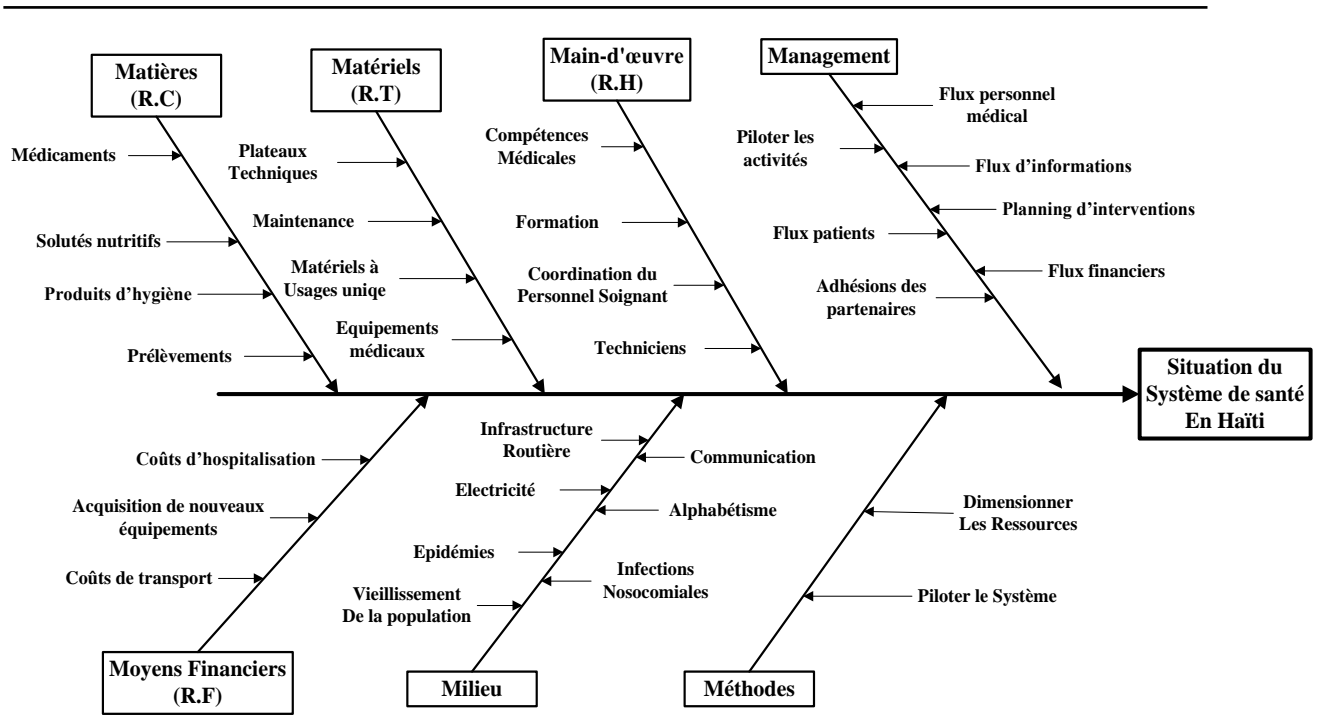 Matières
(R.C)
Matériels
(R.T)
Main-d'œuvre
(R.H)
Management
Médicaments
Solutés nutritifs
Produits d’hygiène
Prélèvements
Plateaux
Techniques
Maintenance
Matériels à
Usages uniqe
Equipements
médicaux
Compétences
Médicales
Formation
Coordination du
Personnel Soignant
Techniciens
Flux personnel
médical
Piloter les
activités
Flux d’informations
Planning d’interventions
Flux patients
Flux financiers
Adhésions des
partenaires
Situation du
Système de santé
En Haïti
Coûts d’hospitalisation
Acquisition de nouveaux
équipements
Coûts de transport
Infrastructure
Routière
Communication
Electricité
Alphabétisme
Epidémies
Infections
Nosocomiales
Vieillissement
De la population
Dimensionner
Les Ressources
Piloter le Système
Moyens Financiers
(R.F)
Milieu
Méthodes